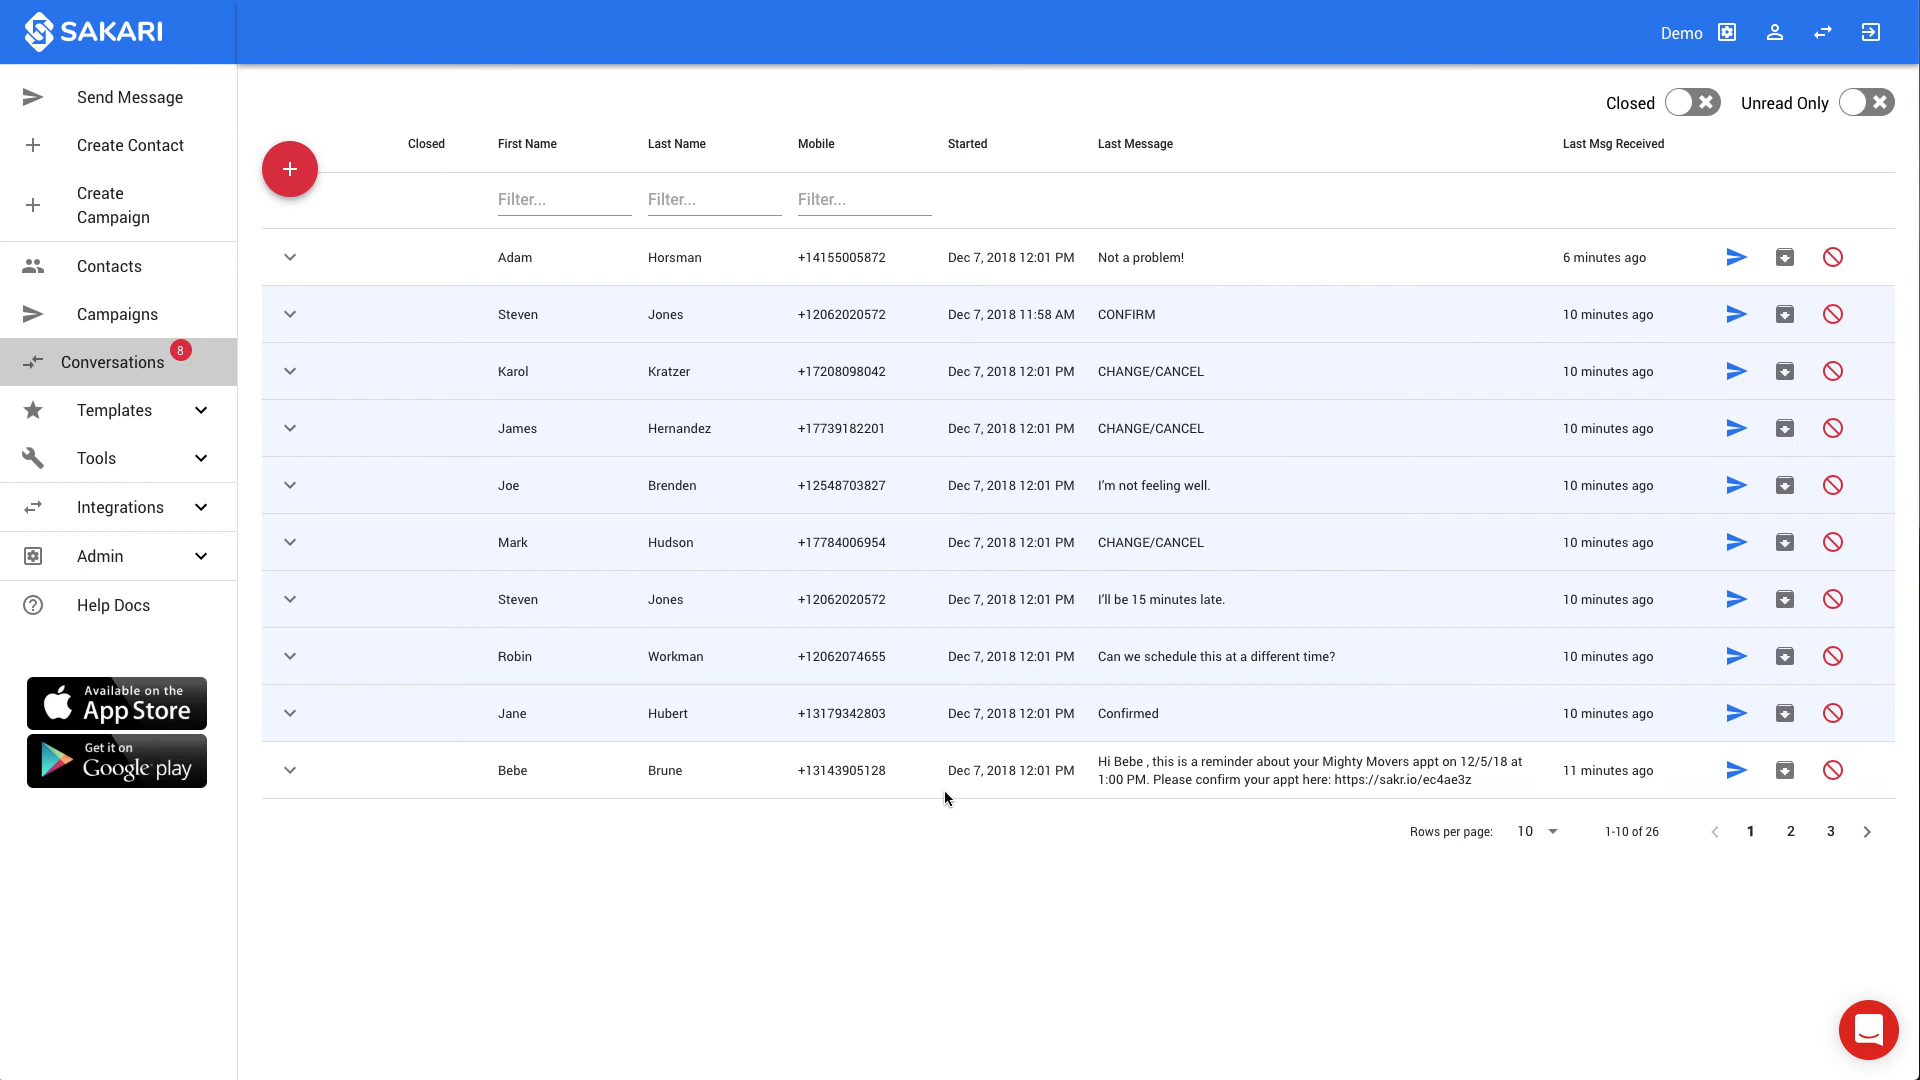 SAKARI
Demo
Send Message
Create Contact
Create
Campaign
Contacts
Campaigns
Conversations 8
Templates
Tools
Integrations
Admin
Help Docs
Available on the
App Store
Get it on
Google play
Closed Unread Only
Closed First Name Last Name Mobile Started Last Message Last Msg Received
Filter... Filter... Filter...
Adam Horsman +14155005872 Dec 7, 2018 12:01 PM Not a problem! 6 minutes ago
Steven Jones +12062020572 Dec 7, 2018 11:58 AM CONFIRM 10 minutes ago
Karol Kratzer +17208098042 Dec 7, 2018 12:01 PM CHANGE/CANCEL 10 minutes ago
James Hernandez +17739182201 Dec 7, 2018 12:01 PM CHANGE/CANCEL 10 minutes ago
Joe Brenden +12548703827 Dec 7, 2018 12:01 PM I'm not feeling well. 10 minutes ago
Mark Hudson +17784006954 Dec 7, 2018 12:01 PM CHANGE/CANCEL 10 minutes ago
Steven Jones +12062020572 Dec 7, 2018 12:01 PM I'll be 15 minutes late. 10 minutes ago
Robin Workman +12062074655 Dec 7, 2018 12:01 PM Can we schedule this at a different time? 10 minutes ago
Jane Hubert +13179342803 Dec 7, 2018 12:01 PM Confirmed 10 minutes ago
Bebe Brune +13143905128 Dec 7, 2018 12:01 PM Hi Bebe , this is a reminder about your Mighty Movers appt on 12/5/18 at
1:00 PM. Please confirm your appt here: https://sakr.io/ec4ae3z 11 minutes ago
Rows per page: 10 1-10 of 26 1 2 3